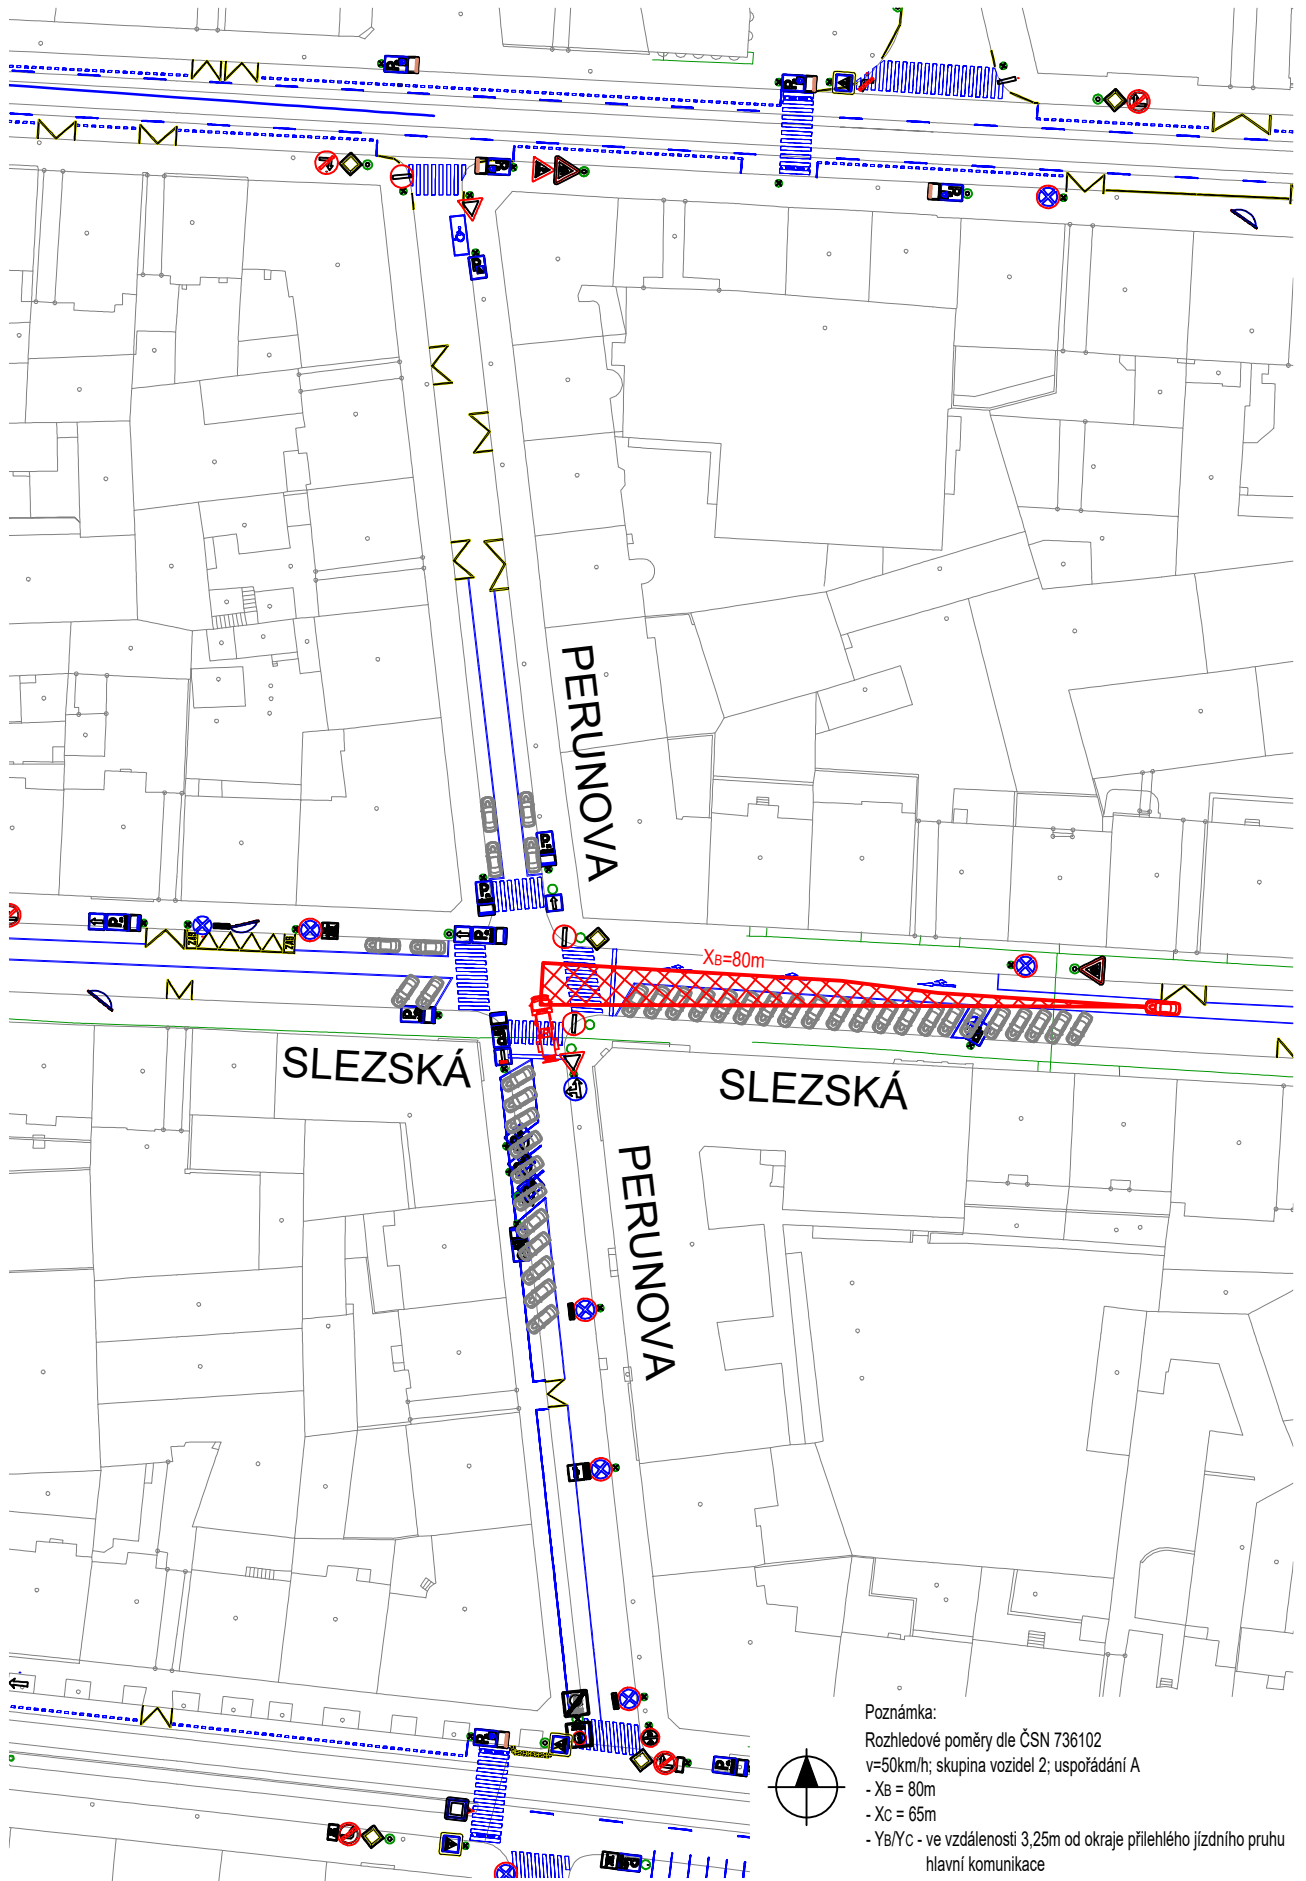 PERUNOVA
XB=80m
SLEZSKÁ
SLEZSKÁ
PERUNOVA
Poznámka:
Rozhledové poměry dle ČSN 736102
v=50km/h; skupina vozidel 2; uspořádání A
- XB = 80m
- XC = 65m
- YB/YC - ve vzdálenosti 3,25m od okraje přilehlého jízdního pruhu
hlavní komunikace